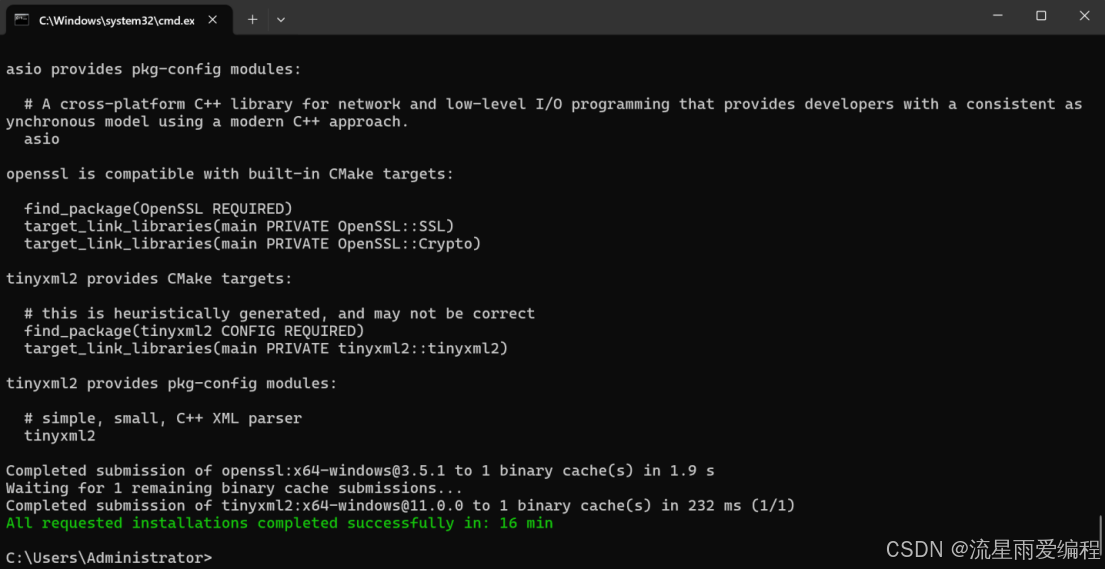 C:\Windows\system32\cmd.ex
asio provides pkg-config modules:
# A cross-platform C++ library for network and low-level I/O programming that provides developers with a consistent as
ynchronous model using a modern C++ approach.
asio
openssl is compatible with built-in CMake targets:
find_package(OpenSSL REQUIRED)
target_link_libraries(main PRIVATE OpenSSL::SSL)
target_link_libraries(main PRIVATE OpenSSL::Crypto)
tinyxml2 provides CMake targets:
# this is heuristically generated, and may not be correct
find_package(tinyxml2 CONFIG REQUIRED)
target_link_libraries(main PRIVATE tinyxml2::tinyxml2)
tinyxml2 provides pkg-config modules:
# simple, small, C++ XML parser
tinyxml2
Completed submission of openssl:x64-windows@3.5.1 to 1 binary cache(s) in 1.9 s
Waiting for 1 remaining binary cache submissions...
Completed submission of tinyxml2:x64-windows@11.0.0 to 1 binary cache(s) in 232 ms (1/1)
All requested installations completed successfully in: 16 min
C:\Users\Administrator>
CSDN @流星雨爱编程